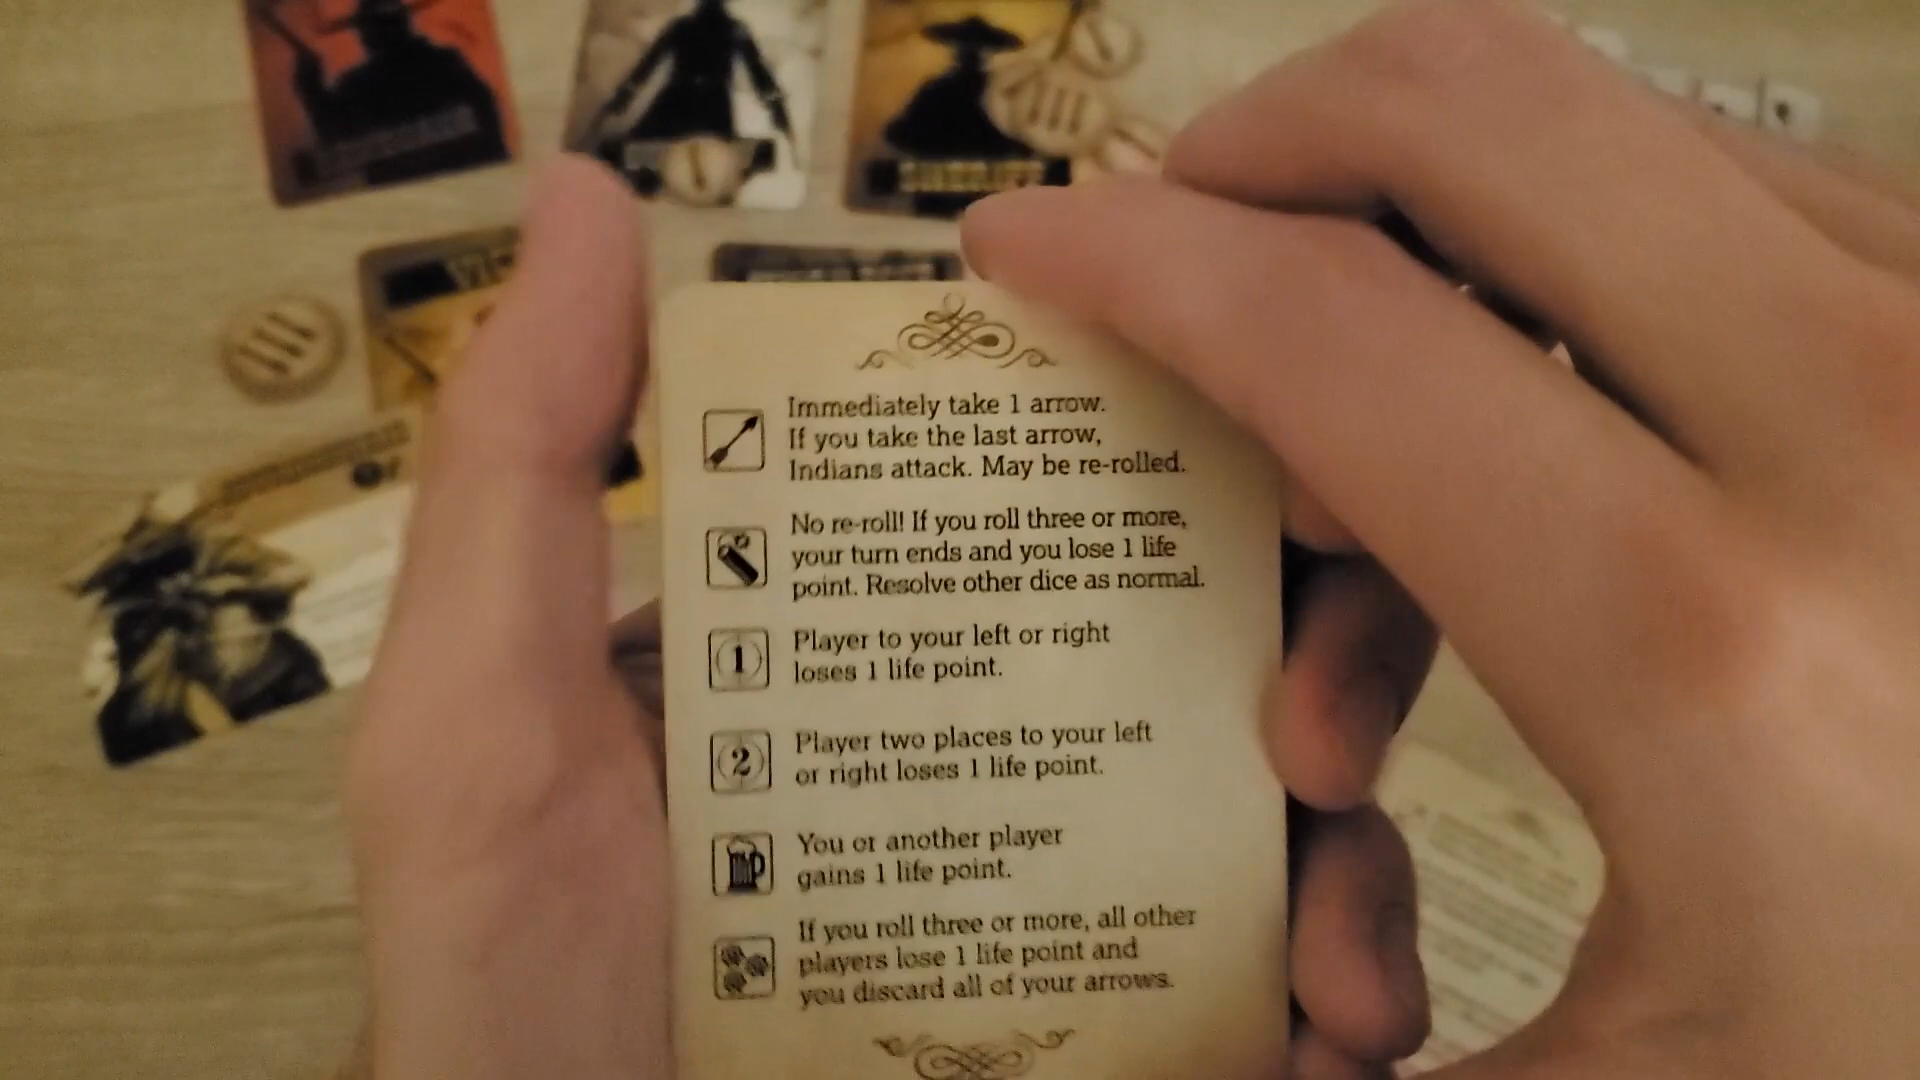 SHERIFF
Immediately take 1 arrow.
If you take the last arrow,
Indians attack. May be re-rolled.
No re-roll! If you roll three or more,
your turn ends and you lose 1 life
point. Resolve other dice as normal.
1
Player to your left or right
loses 1 life point.
2
Player two places to your left
or right loses 1 life point.
You or another player
gains 1 life point.
If you roll three or more, all other
players lose 1 life point and
you discard all of your arrows.